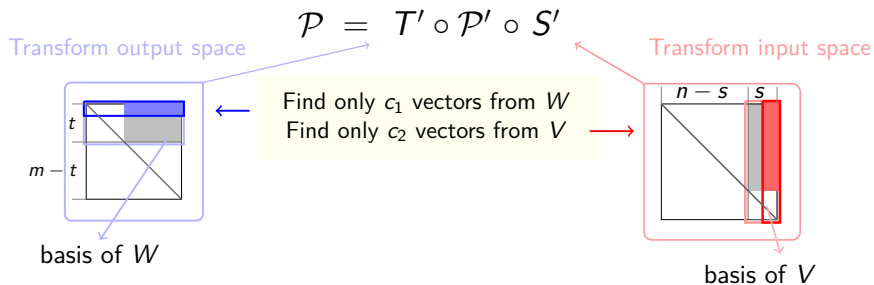 𝒫 = T′ ∘ 𝒫′ ∘ S′
Transform output space
Transform input space
Find only c₁ vectors from W
Find only c₂ vectors from V
t
m − t
n − s
s
basis of W
basis of V